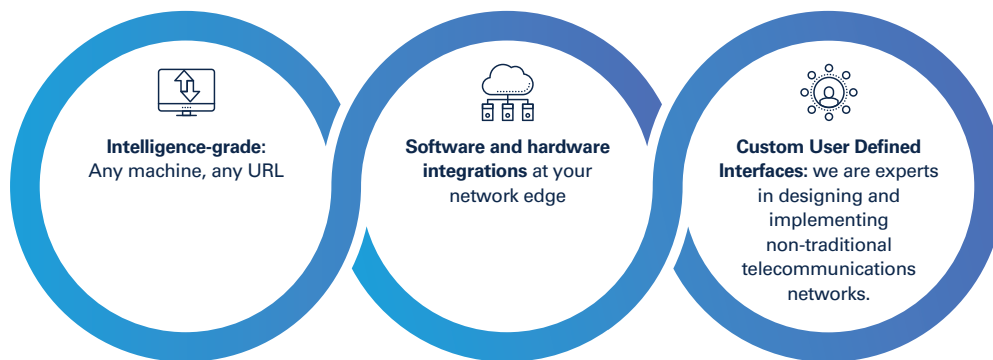 Intelligence-grade:
Any machine, any URL
Software and hardware
integrations at your
network edge
Custom User Defined
Interfaces: we are experts
in designing and
implementing
non-traditional
telecommunications
networks.